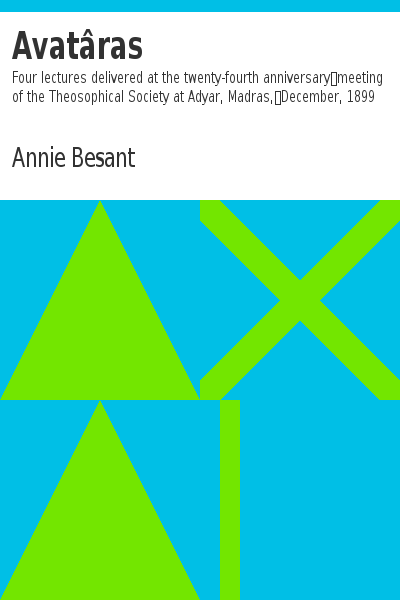 Avatâras
Four lectures delivered at the twenty-fourth anniversary▯meeting
of the Theosophical Society at Adyar, Madras,▯December, 1899
Annie Besant